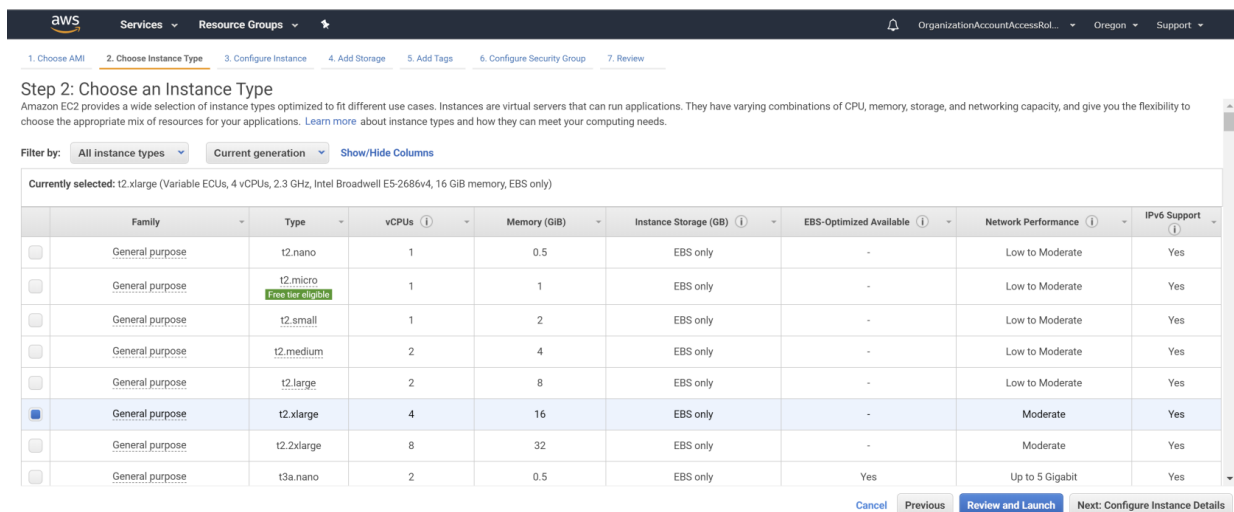 aws Services Resource Groups OrganizationAccountAccessRol... Oregon Support
1. Choose AMI 2. Choose Instance Type 3. Configure Instance 4. Add Storage 5. Add Tags 6. Configure Security Group 7. Review
Step 2: Choose an Instance Type
Amazon EC2 provides a wide selection of instance types optimized to fit different use cases. Instances are virtual servers that can run applications. They have varying combinations of CPU, memory, storage, and networking capacity, and give you the flexibility to
choose the appropriate mix of resources for your applications. Learn more about instance types and how they can meet your computing needs.
Filter by: All instance types Current generation Show/Hide Columns
Currently selected: t2.xlarge (Variable ECUs, 4 vCPUs, 2.3 GHz, Intel Broadwell E5-2686v4, 16 GiB memory, EBS only)
Family Type vCPUs i Memory (GiB) Instance Storage (GB) i EBS-Optimized Available i Network Performance i IPv6 Support i
General purpose t2.nano 1 0.5 EBS only - Low to Moderate Yes
General purpose t2.micro Free tier eligible 1 1 EBS only - Low to Moderate Yes
General purpose t2.small 1 2 EBS only - Low to Moderate Yes
General purpose t2.medium 2 4 EBS only - Low to Moderate Yes
General purpose t2.large 2 8 EBS only - Low to Moderate Yes
General purpose t2.xlarge 4 16 EBS only - Moderate Yes
General purpose t2.2xlarge 8 32 EBS only - Moderate Yes
General purpose t3a.nano 2 0.5 EBS only Yes Up to 5 Gigabit Yes
Cancel Previous Review and Launch Next: Configure Instance Details